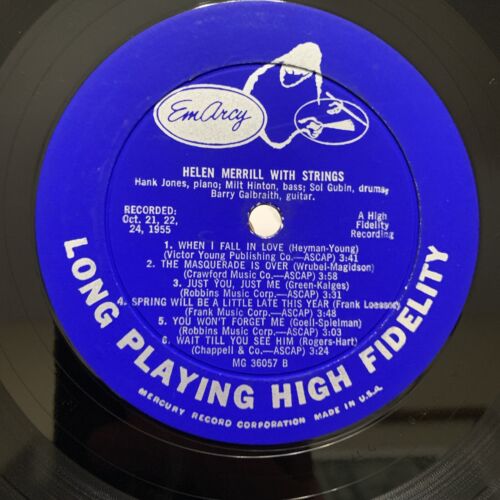 EmArcy
HELEN MERRILL WITH STRINGS
Hank Jones, piano; Milt Hinton, bass; Sol Gubin, drums,
Barry Galbraith, guitar.
RECORDED:
Oct. 21, 22,
24, 1955
A High
Fidelity
Recording
1. WHEN I FALL IN LOVE (Heyman-Young)
(Victor Young Publishing Co.—ASCAP) 3:41
2. THE MASQUERADE IS OVER (Wrubel-Magidson)
(Crawford Music Corp.—ASCAP) 3:58
3. JUST YOU, JUST ME (Green-Kalges)
(Robbins Music Corp.—ASCAP) 3:31
4. SPRING WILL BE A LITTLE LATE THIS YEAR (Frank Loesser)
(Frank Music Corp.—ASCAP) 3:48
5. YOU WON'T FORGET ME (Goell-Spielman)
(Robbins Music Corp.—ASCAP) 3:03
6. WAIT TILL YOU SEE HIM (Rogers-Hart)
(Chappell & Co.—ASCAP) 3:24
MG 36057 B
LONG PLAYING HIGH FIDELITY
MERCURY RECORD CORPORATION MADE IN U.S.A.